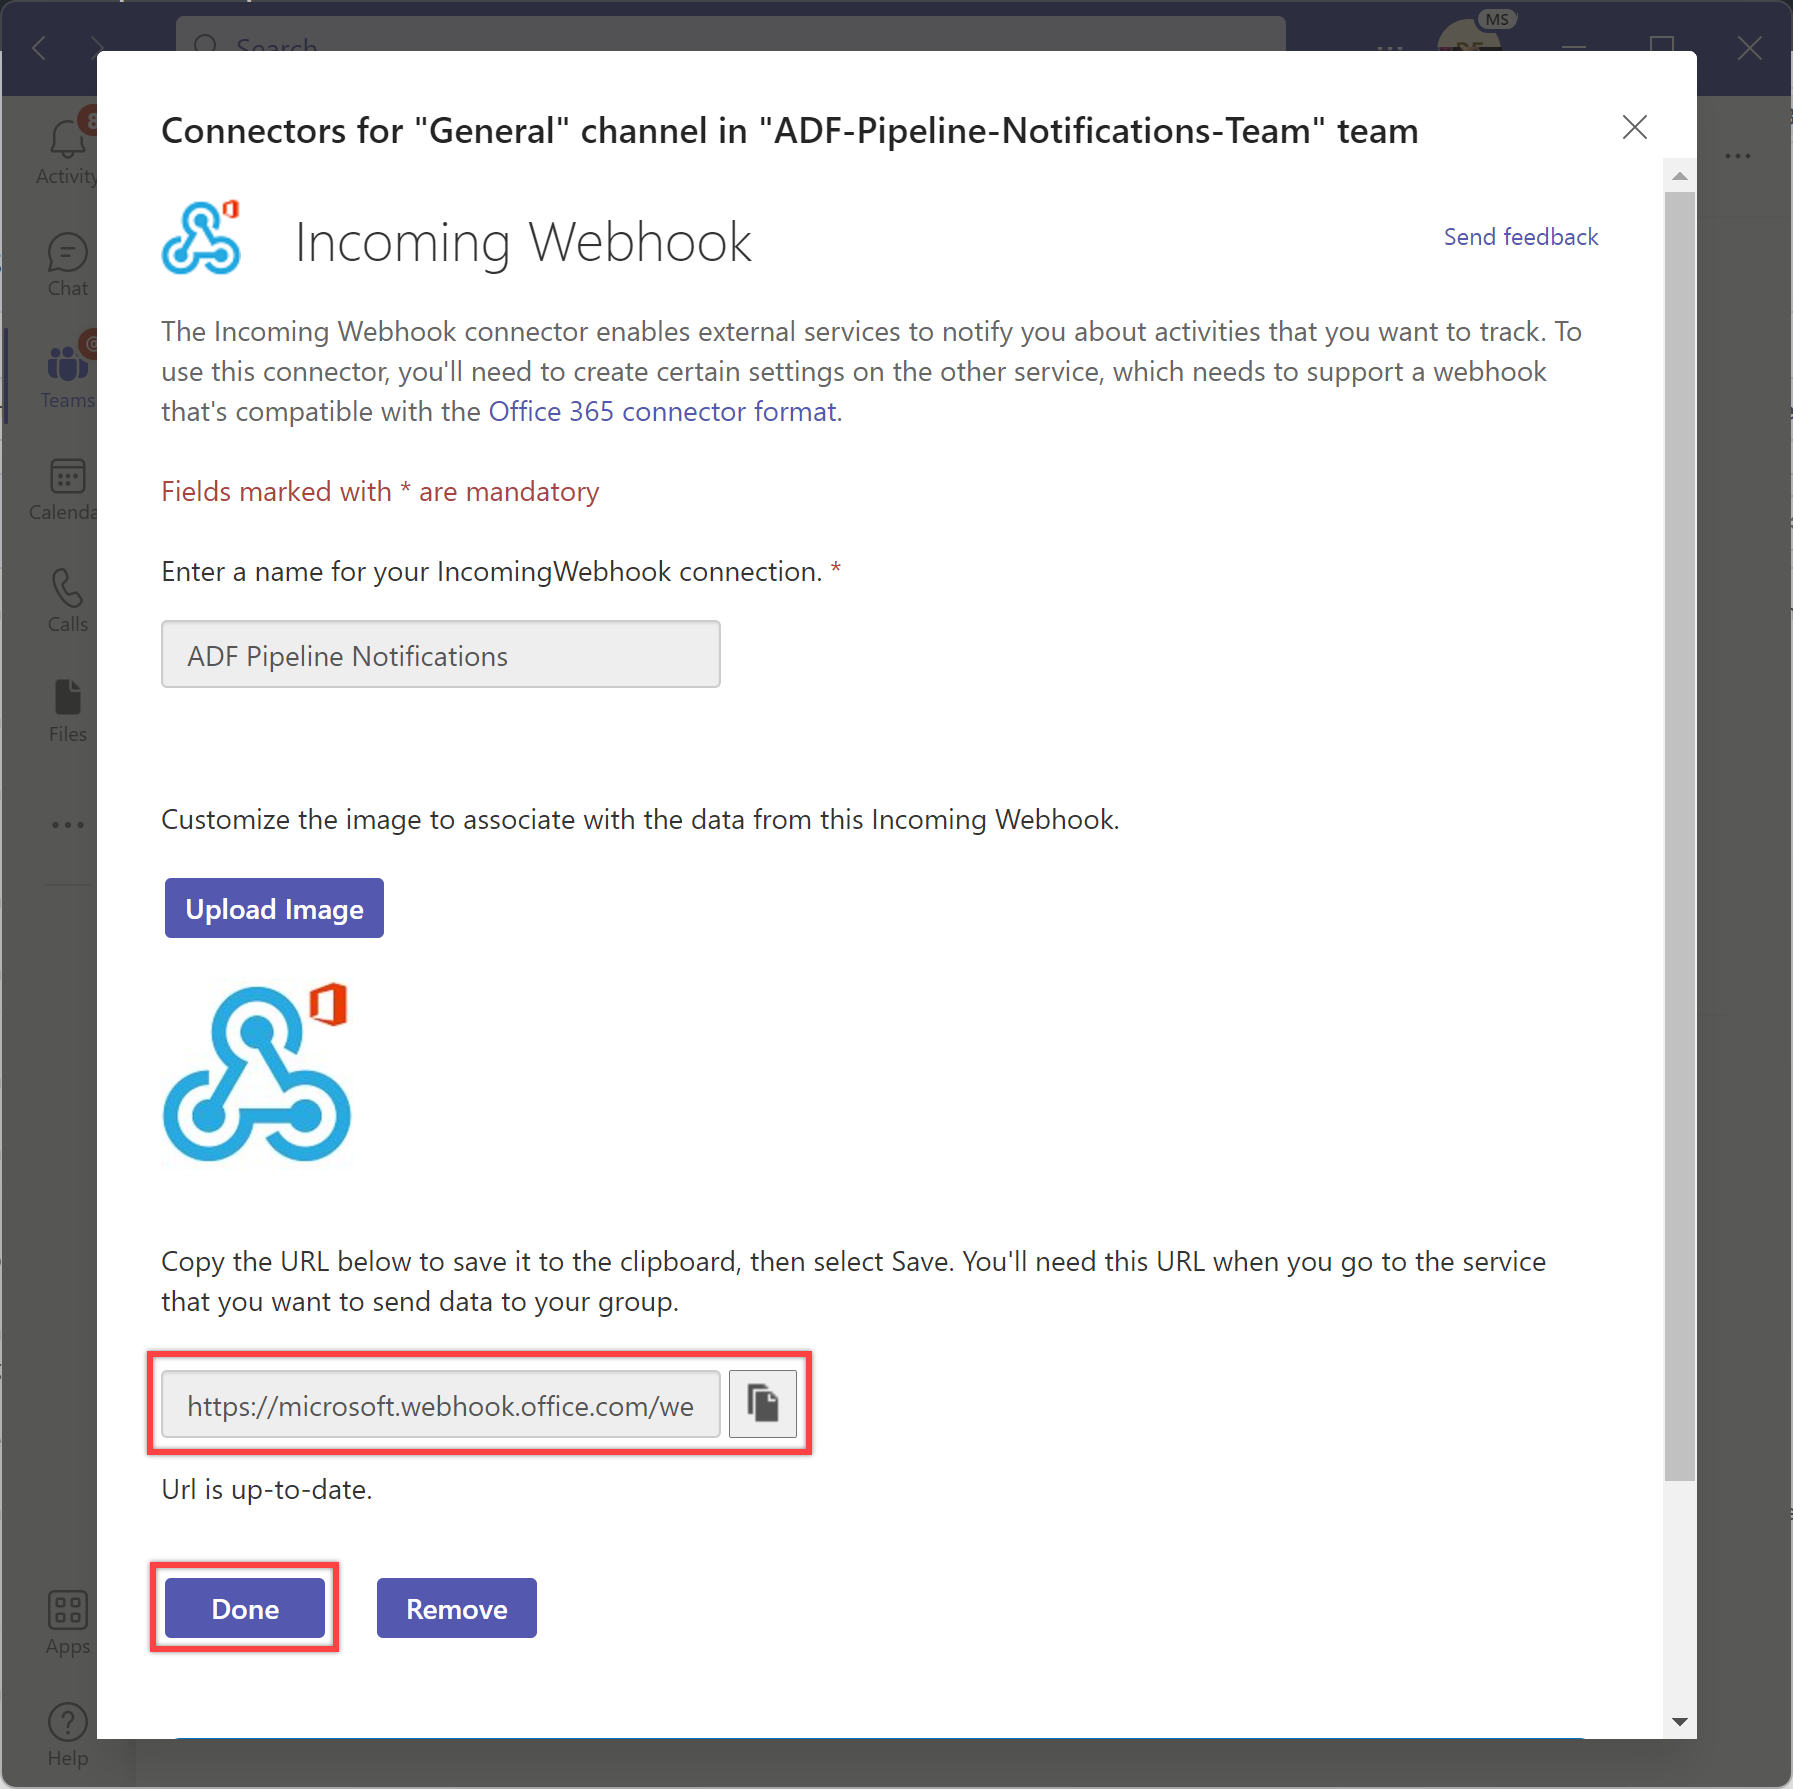 Search
MS
Connectors for "General" channel in "ADF-Pipeline-Notifications-Team" team
Activity
Chat
Teams
Calenda
Calls
Files
Incoming Webhook
Send feedback
The Incoming Webhook connector enables external services to notify you about activities that you want to track. To
use this connector, you'll need to create certain settings on the other service, which needs to support a webhook
that's compatible with the Office 365 connector format.
Fields marked with * are mandatory
Enter a name for your IncomingWebhook connection. *
ADF Pipeline Notifications
Customize the image to associate with the data from this Incoming Webhook.
Upload Image
Copy the URL below to save it to the clipboard, then select Save. You'll need this URL when you go to the service
that you want to send data to your group.
https://microsoft.webhook.office.com/we
Url is up-to-date.
Done
Remove
Apps
Help